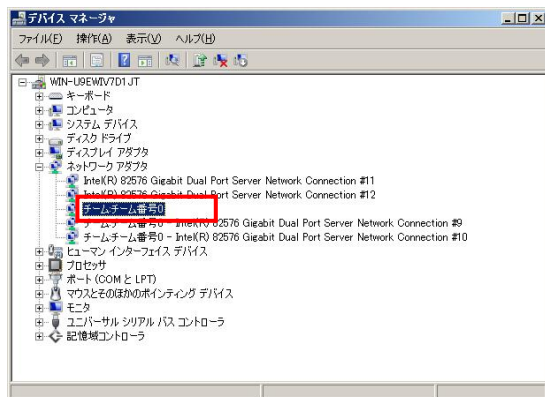 デバイス マネージャ
ファイル(F) 操作(A) 表示(V) ヘルプ(H)
WIN-U9EWIV7D1JT
キーボード
コンピュータ
システム デバイス
ディスク ドライブ
ディスプレイ アダプタ
ネットワーク アダプタ
Intel(R) 82576 Gigabit Dual Port Server Network Connection #11
Intel(R) 82576 Gigabit Dual Port Server Network Connection #12
チームチーム番号0
チームチーム番号0 - Intel(R) 82576 Gigabit Dual Port Server Network Connection #9
チームチーム番号0 - Intel(R) 82576 Gigabit Dual Port Server Network Connection #10
ヒューマン インターフェイス デバイス
プロセッサ
ポート (COM と LPT)
マウスとそのほかのポインティング デバイス
モニタ
ユニバーサル シリアル バス コントローラ
記憶域コントローラ